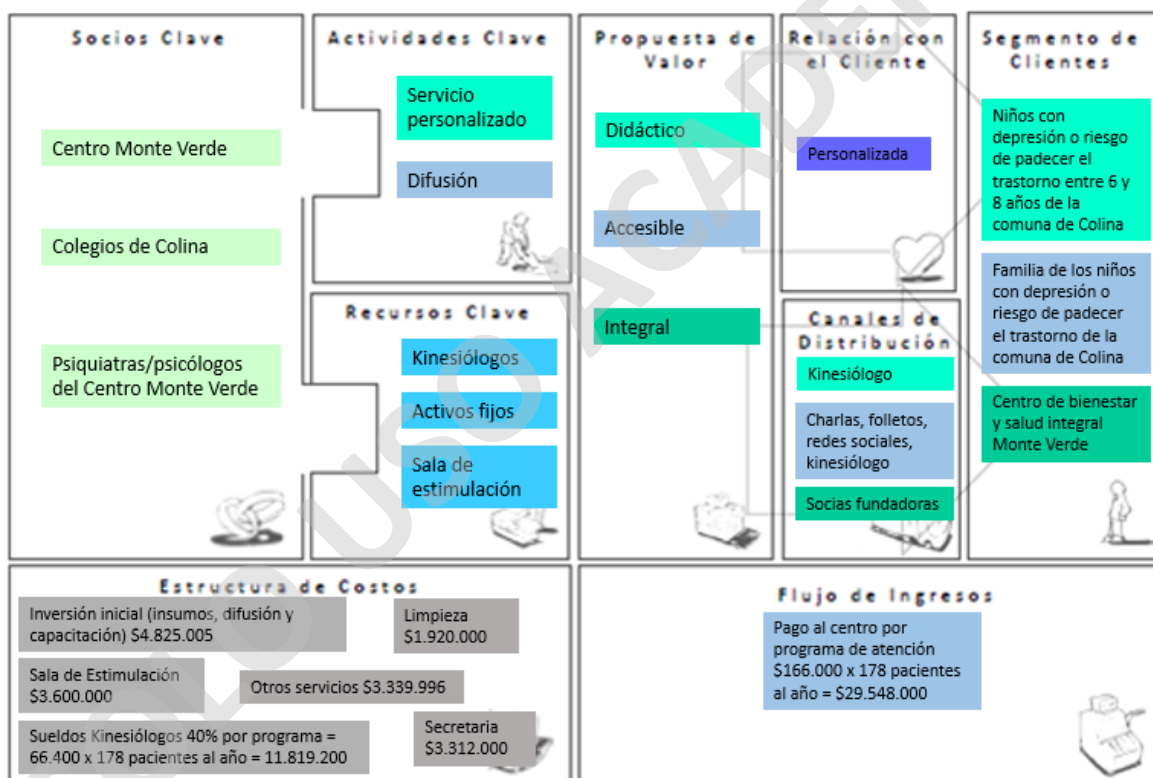 Socios Clave
Centro Monte Verde
Colegios de Colina
Psiquiatras/psicólogos
del Centro Monte Verde
Actividades Clave
Servicio
personalizado
Difusión
Recursos Clave
Kinesiólogos
Activos fijos
Sala de
estimulación
Propuesta de
Valor
Didáctico
Accesible
Integral
Relación con
el Cliente
Personalizada
Canales de
Distribución
Kinesiólogo
Charlas, folletos,
redes sociales,
kinesiólogo
Socias fundadoras
Segmento de
Clientes
Niños con
depresión o riesgo
de padecer el
trastorno entre 6 y
8 años de la
comuna de Colina
Familia de los niños
con depresión o
riesgo de padecer
el trastorno de la
comuna de Colina
Centro de bienestar
y salud integral
Monte Verde
Estructura de Costos
Inversión inicial (insumos, difusión y
capacitación) $4.825.005
Limpieza
$1.920.000
Sala de Estimulación
$3.600.000
Otros servicios $3.339.996
Sueldos Kinesiólogos 40% por programa =
66.400 x 178 pacientes al año = 11.819.200
Secretaria
$3.312.000
Flujo de Ingresos
Pago al centro por
programa de atención
$166.000 x 178 pacientes
al año = $29.548.000
SOLO USO ACADE